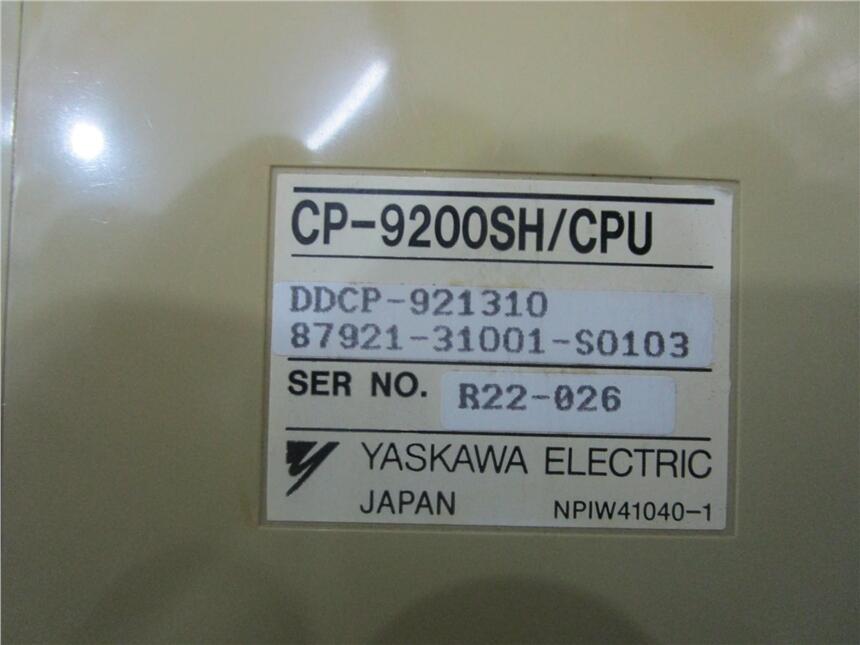 CP-9200SH/CPU
DDCP-921310
87921-31001-S0103
SER NO. R22-026
YASKAWA ELECTRIC
JAPAN NPIW41040-1